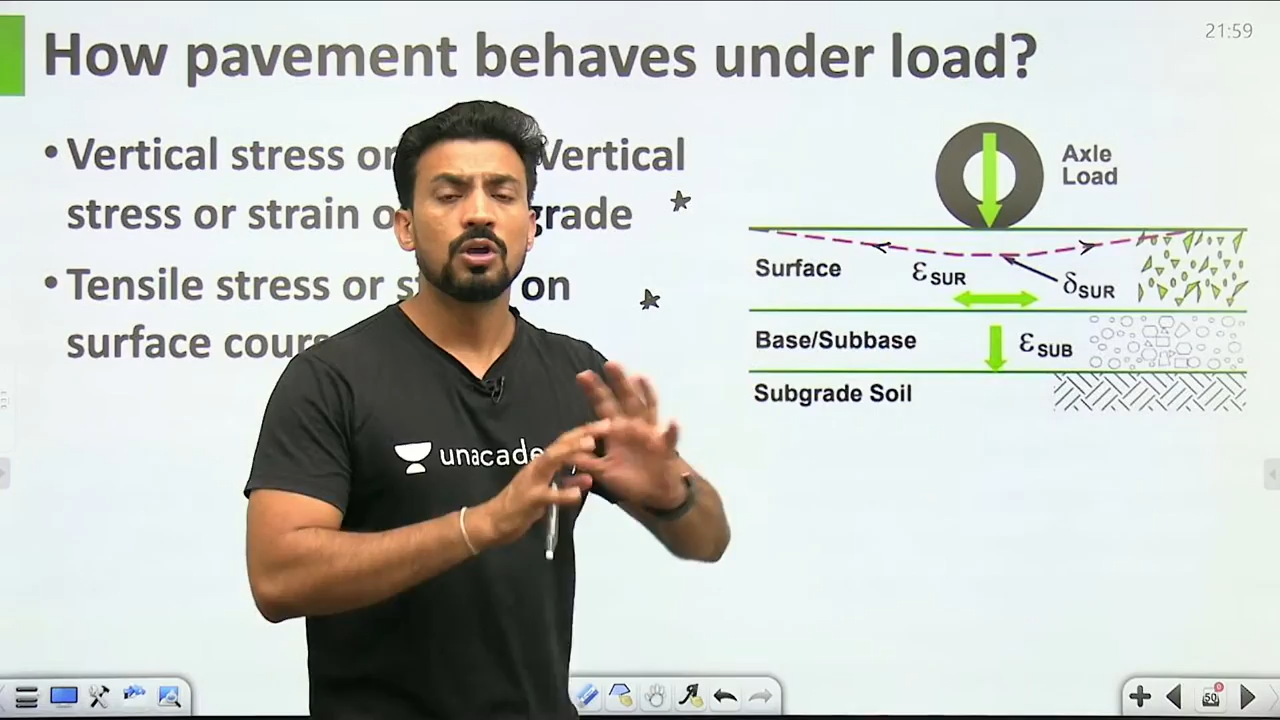 How pavement behaves under load?
21:59
• Vertical stress or Vertical
stress or strain grade
• Tensile stress or on
surface
Axle
Load
Surface
εSUR
δSUR
Base/Subbase
εSUB
Subgrade Soil
unacade
50